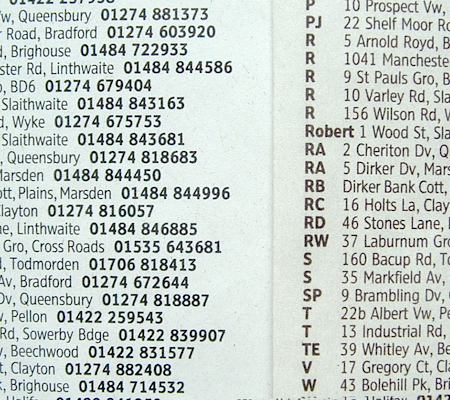 w, Queensbury 01274 881373
r Road, Bradford 01274 603920
d, Brighouse 01484 722933
ster Rd, Linthwaite 01484 844586
o, BD6 01274 679404
Slaithwaite 01484 843163
d, Wyke 01274 675753
Slaithwaite 01484 843681
, Queensbury 01274 818683
Marsden 01484 844450
ott, Plains, Marsden 01484 844996
Clayton 01274 816057
ne, Linthwaite 01484 846885
Gro, Cross Roads 01535 643681
d, Todmorden 01706 818413
Av, Bradford 01274 672644
Dv, Queensbury 01274 818887
w, Pellon 01422 259543
Rd, Sowerby Bdge 01422 839907
v, Beechwood 01422 831577
t, Clayton 01274 882408
k, Brighouse 01484 714532
P 10 Prospect Vw,
PJ 22 Shelf Moor Ro
R 5 Arnold Royd, B
R 1041 Manchester
R 9 St Pauls Gro, B
R 10 Varley Rd, Sla
R 156 Wilson Rd, W
Robert 1 Wood St, Sla
RA 2 Cheriton Dv, Q
RA 5 Dirker Dv, Mars
RB Dirker Bank Cott,
RC 16 Holts La, Clay
RD 46 Stones Lane, L
RW 37 Laburnum Gro
S 160 Bacup Rd, To
S 35 Markfield Av,
SP 9 Brambling Dv,
T 22b Albert Vw, Pe
T 13 Industrial Rd,
TE 39 Whitley Av, Be
V 17 Gregory Ct, Cla
W 43 Bolehill Pk, Bri